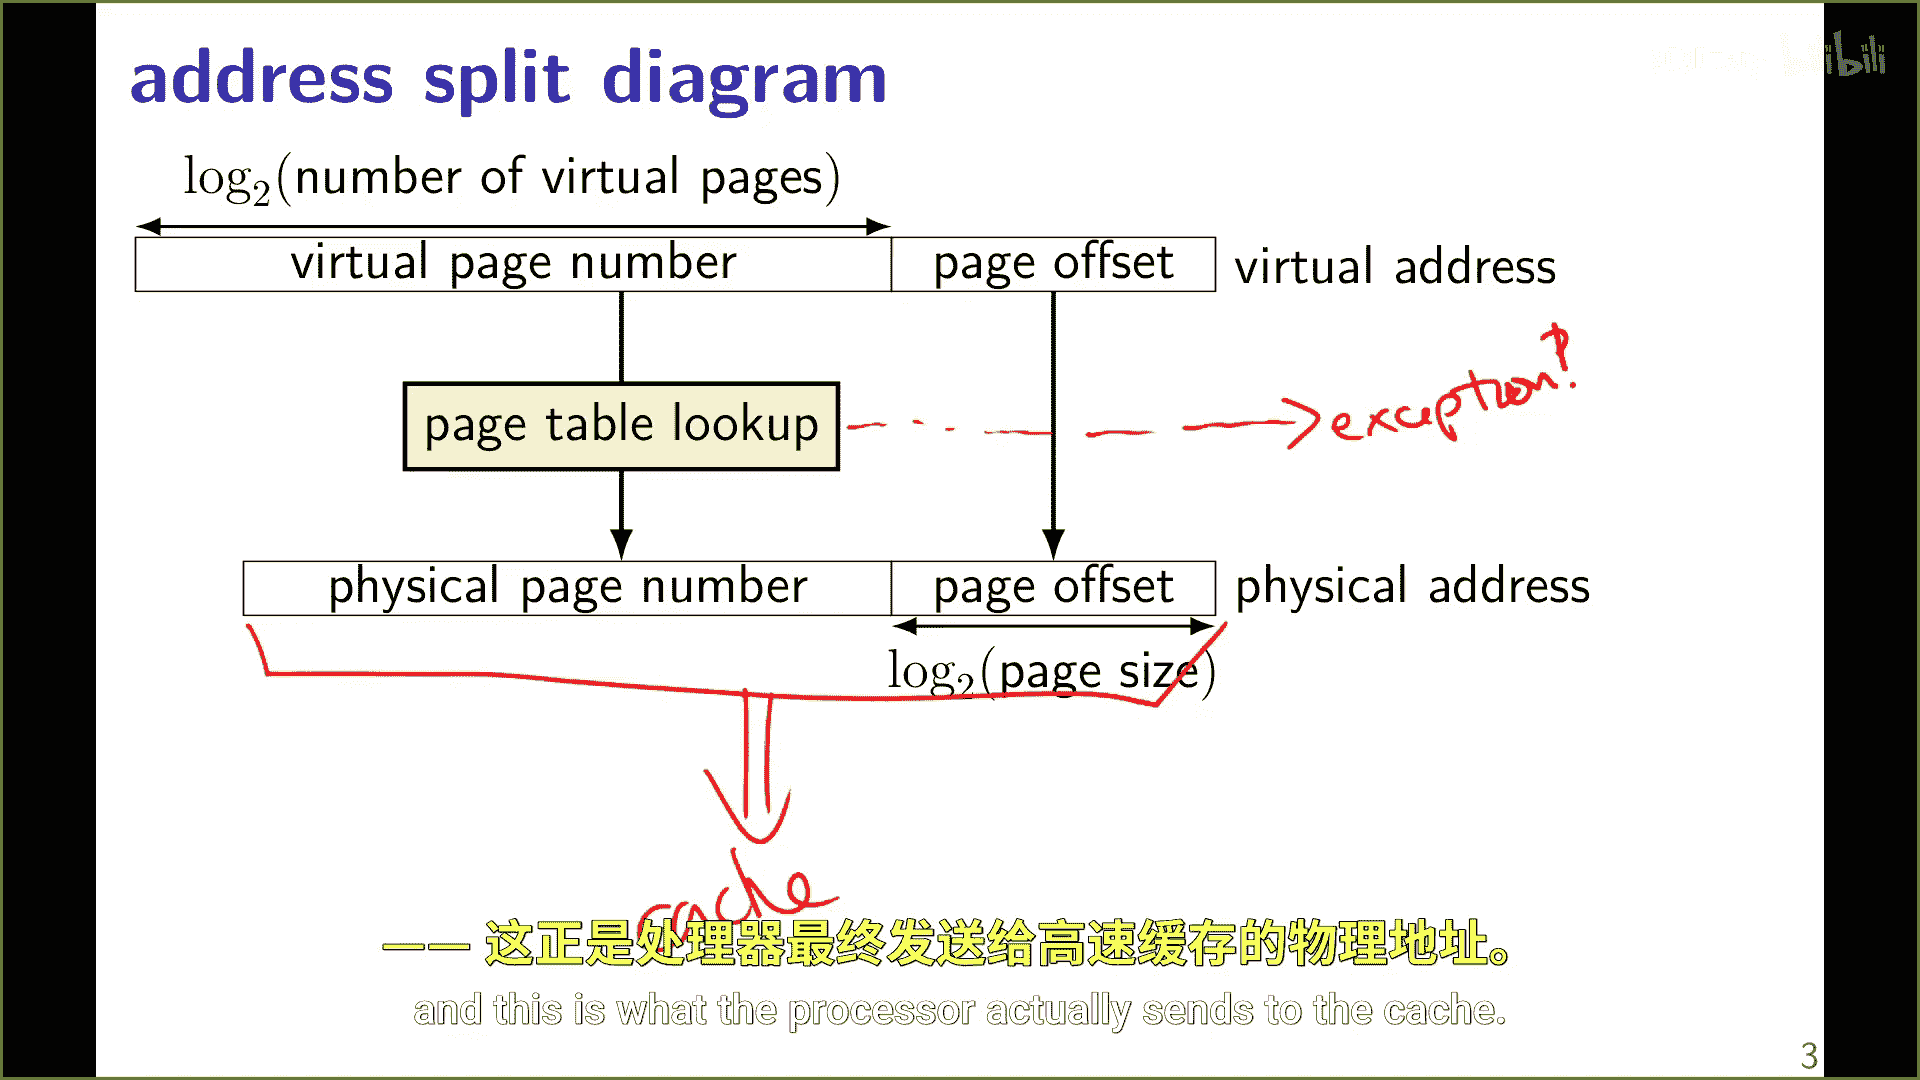 address split diagram
log₂(number of virtual pages)
virtual page number page offset virtual address
exception?
page table lookup
physical page number page offset physical address
log₂(page size)
cache
—— 这正是处理器最终发送给高速缓存的物理地址。
and this is what the processor actually sends to the cache.
3